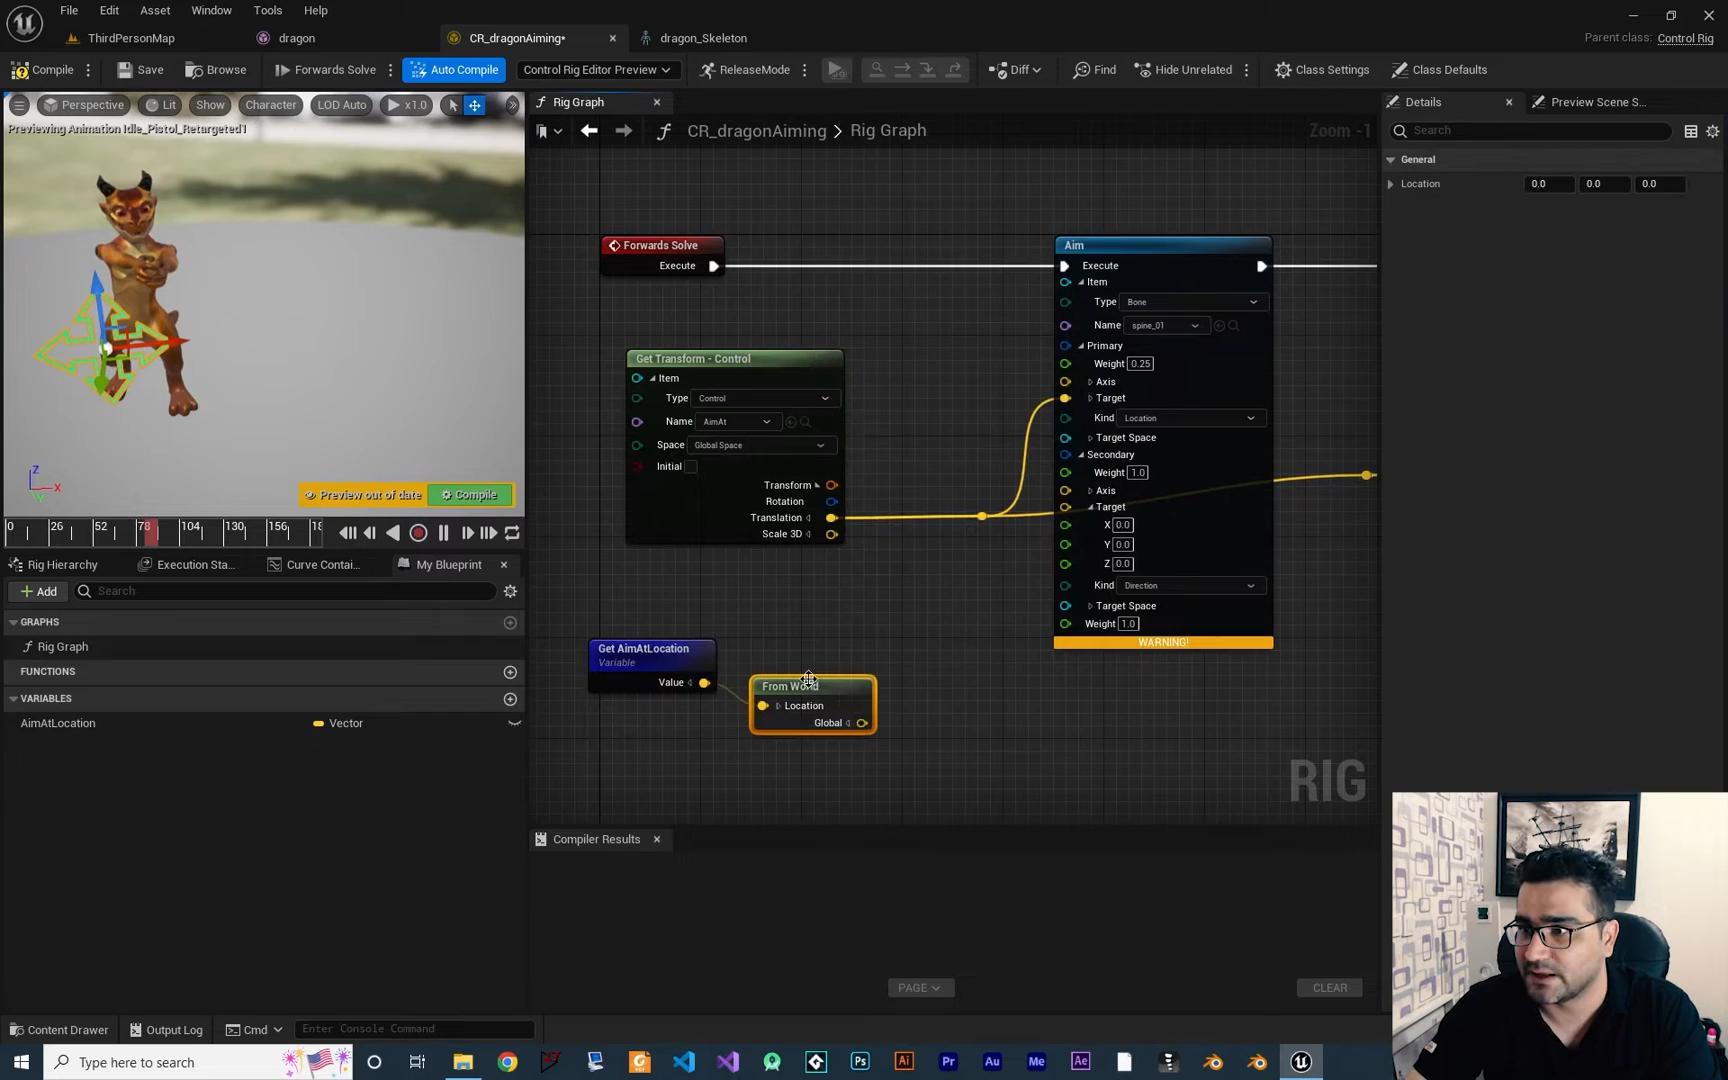 File Edit Asset Window Tools Help
ThirdPersonMap dragon CR_dragonAiming* dragon_Skeleton
Parent class: Control Rig
Compile Save Browse Forwards Solve Auto Compile Control Rig Editor Preview ReleaseMode Diff Find Hide Unrelated Class Settings Class Defaults
Perspective Lit Show Character LOD Auto x1.0
Previewing Animation Idle_Pistol_Retargeted1
Z
X
Y
Preview out of date Compile
0 26 52 78 104 130 156 18
Rig Hierarchy Execution Sta... Curve Contai... My Blueprint
Add Search
GRAPHS
Rig Graph
FUNCTIONS
VARIABLES
AimAtLocation Vector
Rig Graph
CR_dragonAiming > Rig Graph
Zoom -1
Forwards Solve
Execute
Get Transform - Control
Item
Type Control
Name AimAt
Space Global Space
Initial
Transform
Rotation
Translation
Scale 3D
Get AimAtLocation
Variable
Value
From World
Location
Global
Aim
Execute
Item
Type Bone
Name spine_01
Primary
Weight 0.25
Axis
Target
Kind Location
Target Space
Secondary
Weight 1.0
Axis
Target
X 0.0
Y 0.0
Z 0.0
Kind Direction
Target Space
Weight 1.0
WARNING!
RIG
Compiler Results
PAGE CLEAR
Details Preview Scene S...
Search
General
Location 0.0 0.0 0.0
Content Drawer Output Log Cmd Enter Console Command
Type here to search
Ps Ai Pr Au Me Ae